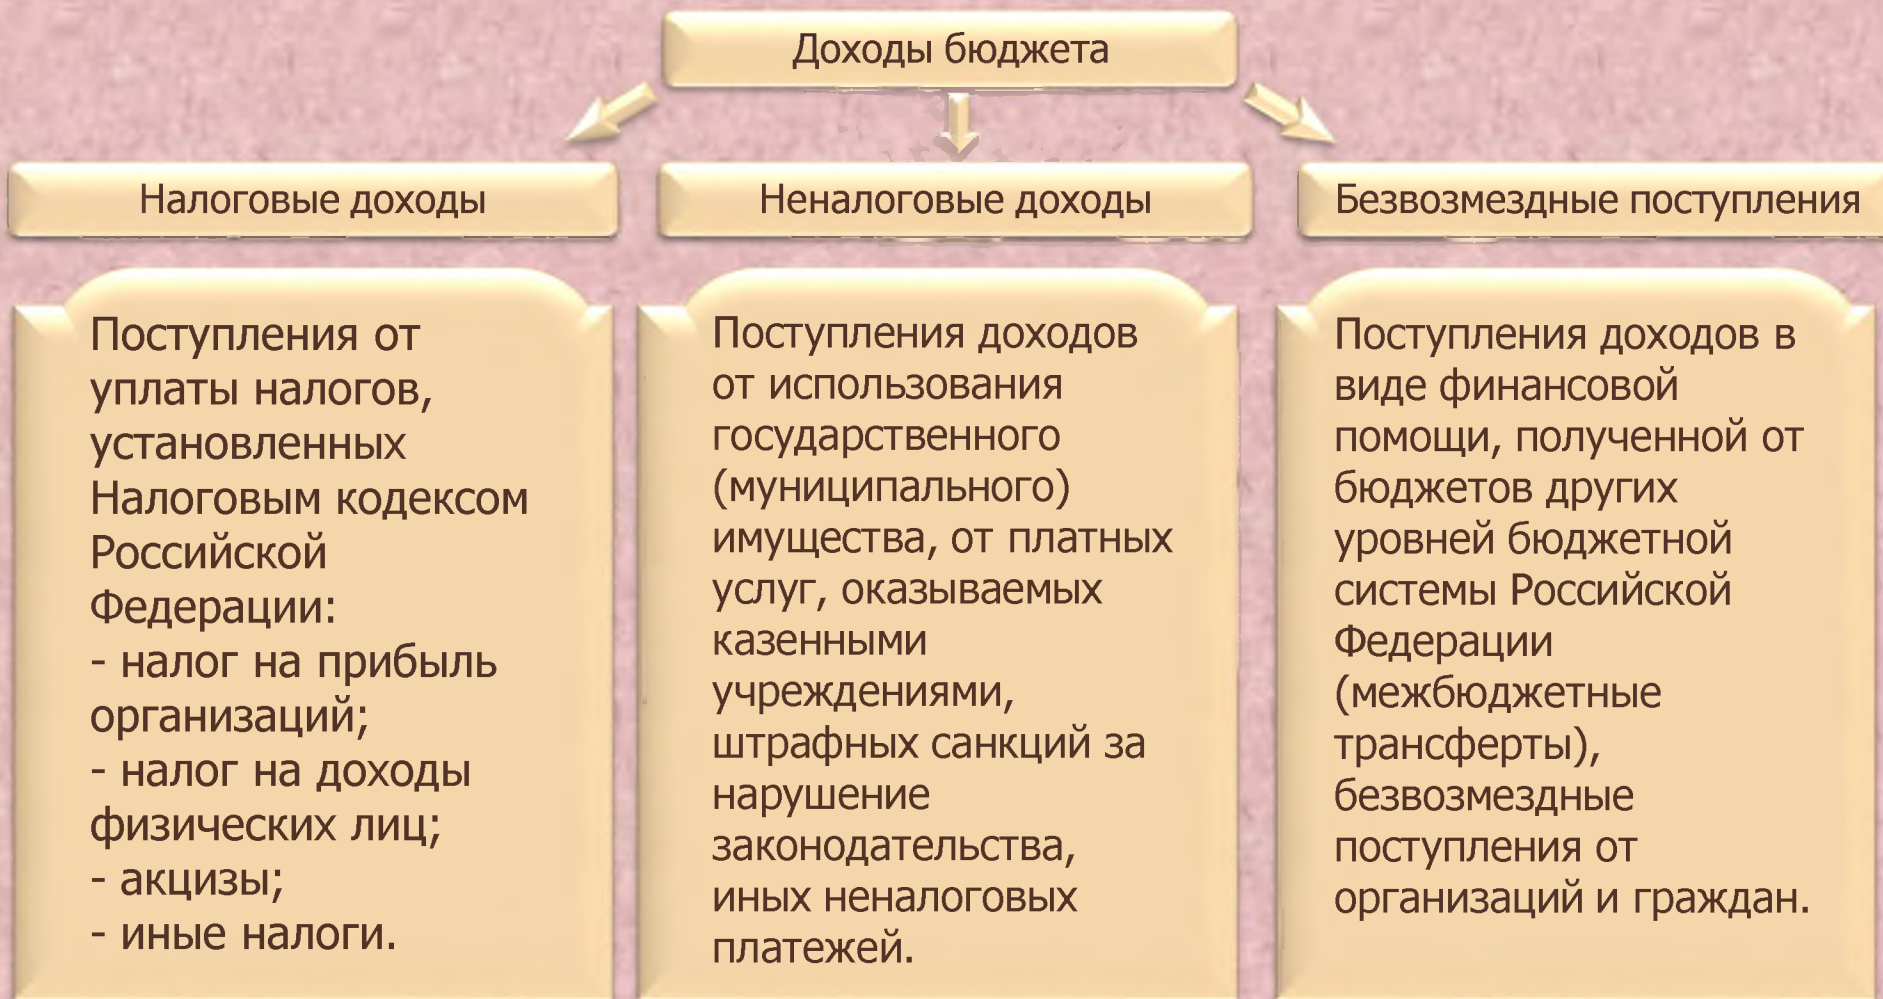 Доходы бюджета
Налоговые доходы
Неналоговые доходы
Безвозмездные поступления
Поступления от
уплаты налогов,
установленных
Налоговым кодексом
Российской
Федерации:
- налог на прибыль
организаций;
- налог на доходы
физических лиц;
- акцизы;
- иные налоги.
Поступления доходов
от использования
государственного
(муниципального)
имущества, от платных
услуг, оказываемых
казенными
учреждениями,
штрафных санкций за
нарушение
законодательства,
иных неналоговых
платежей.
Поступления доходов в
виде финансовой
помощи, полученной от
бюджетов других
уровней бюджетной
системы Российской
Федерации
(межбюджетные
трансферты),
безвозмездные
поступления от
организаций и граждан.